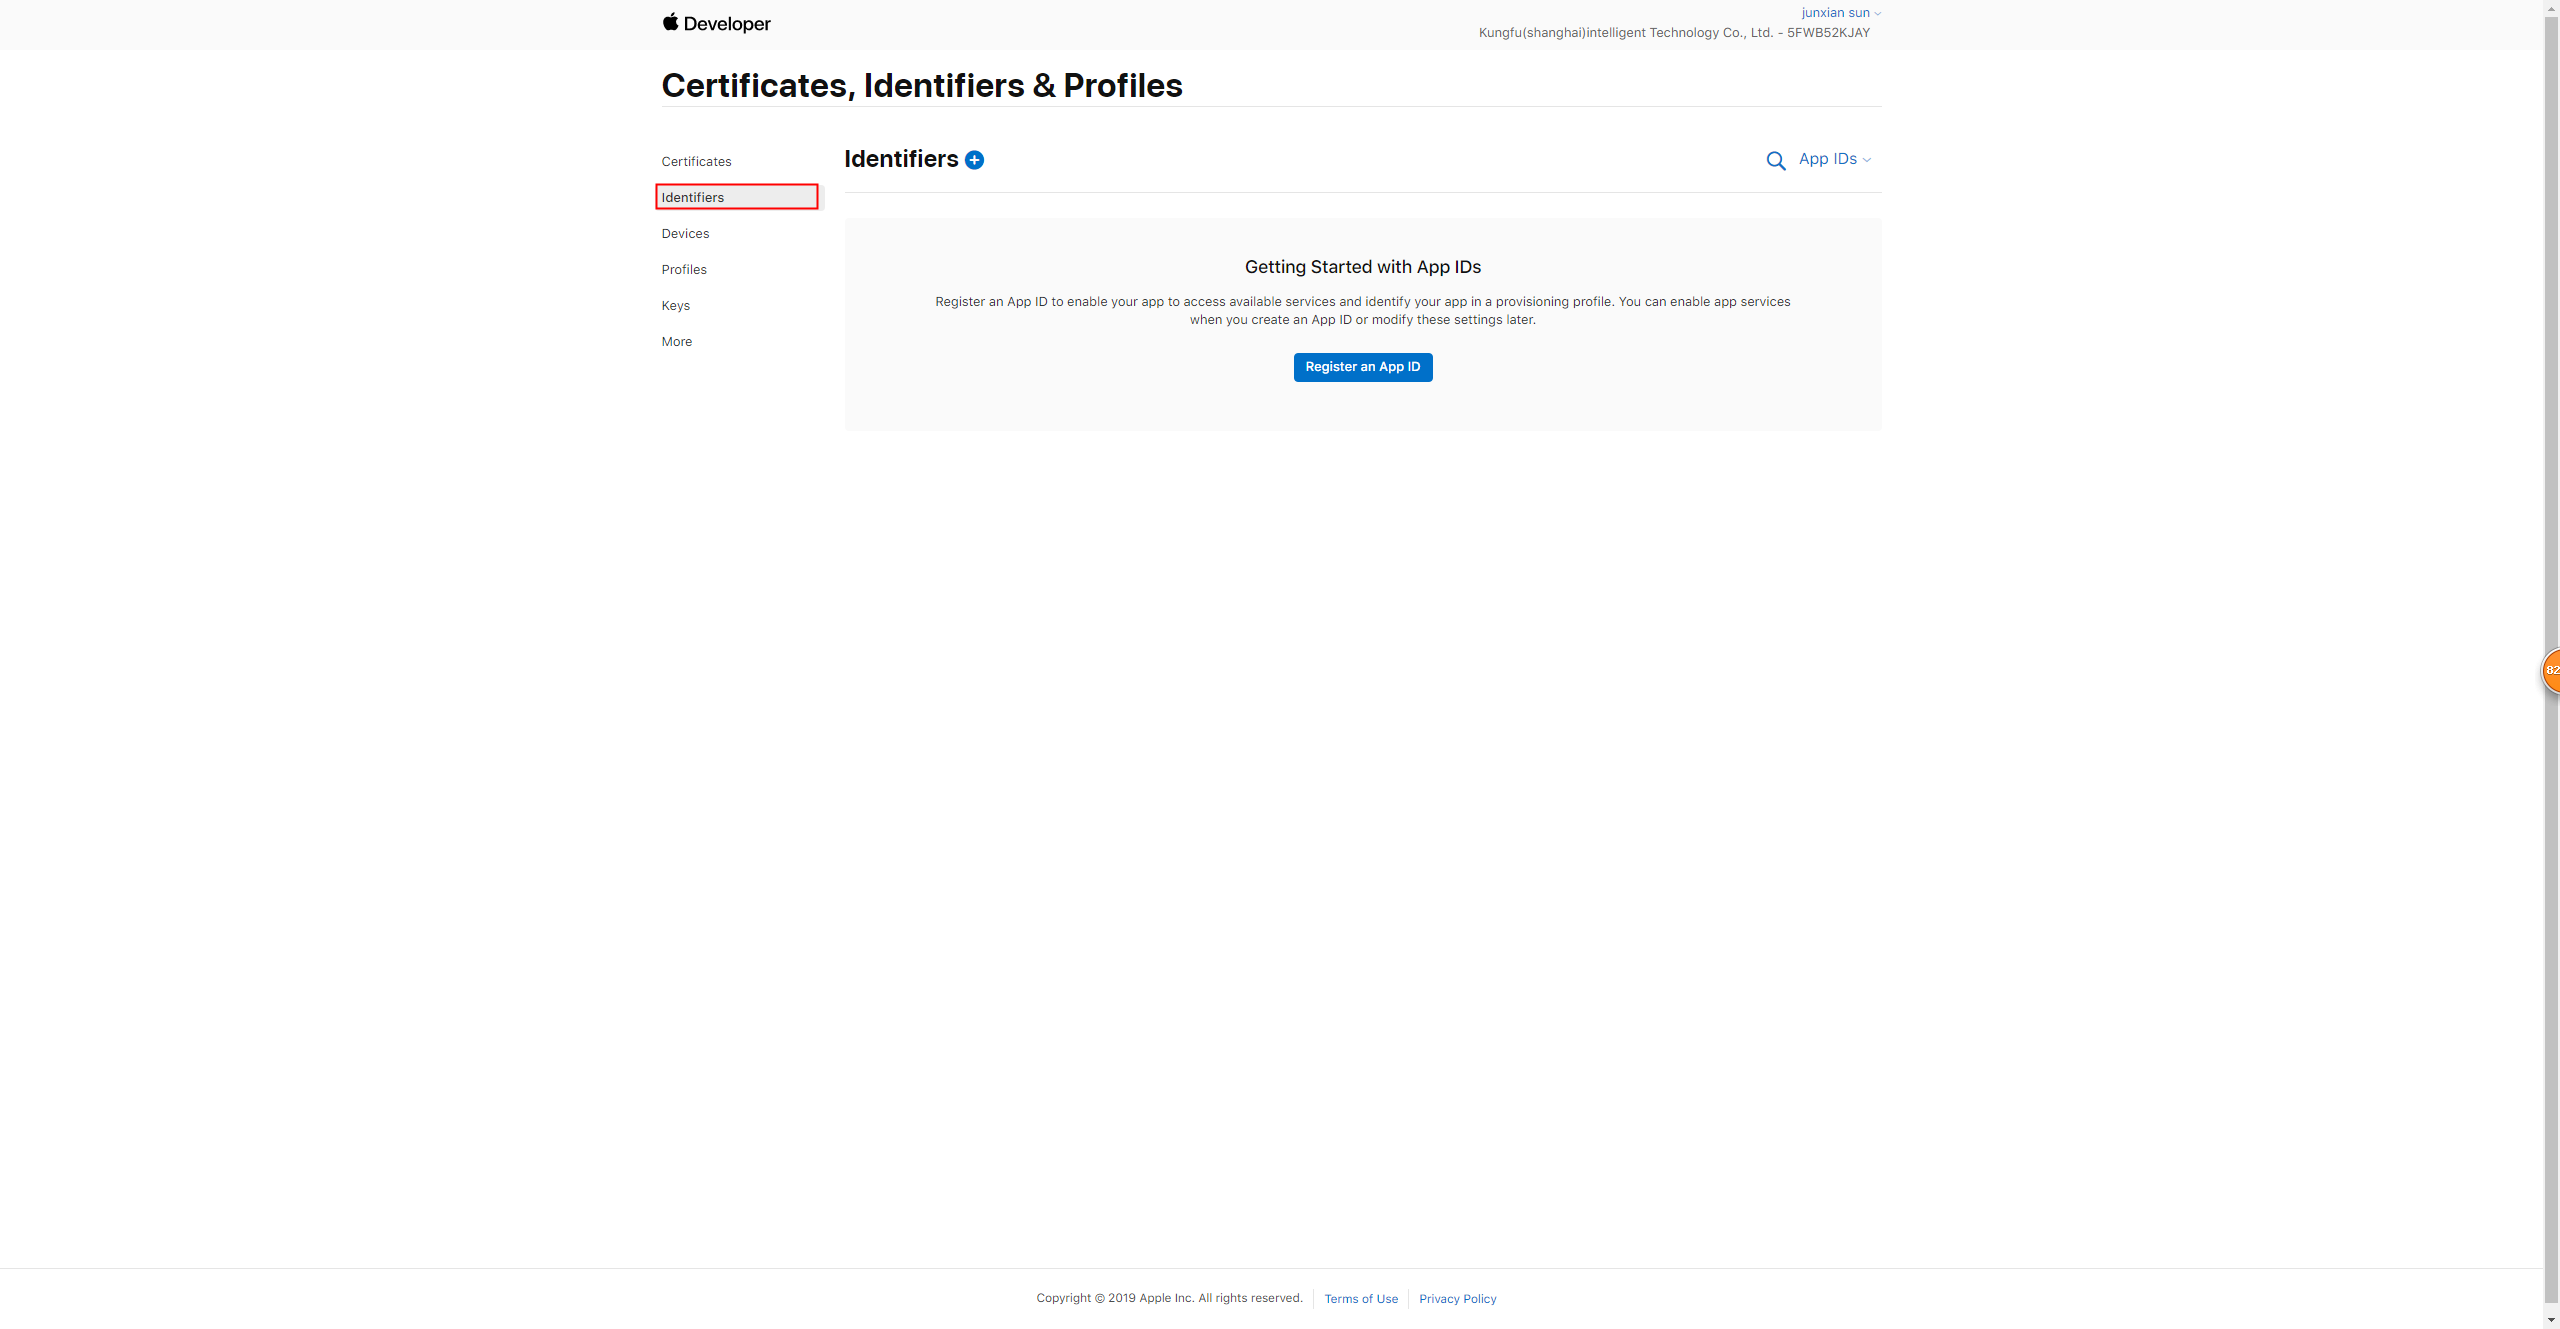 Developer
junxian sun
Kungfu(shanghai)intelligent Technology Co., Ltd. - 5FWB52KJAY
Certificates, Identifiers & Profiles
Certificates
Identifiers
Devices
Profiles
Keys
More
Identifiers
App IDs
Getting Started with App IDs
Register an App ID to enable your app to access available services and identify your app in a provisioning profile. You can enable app services
when you create an App ID or modify these settings later.
Register an App ID
82
Copyright © 2019 Apple Inc. All rights reserved.
Terms of Use
Privacy Policy